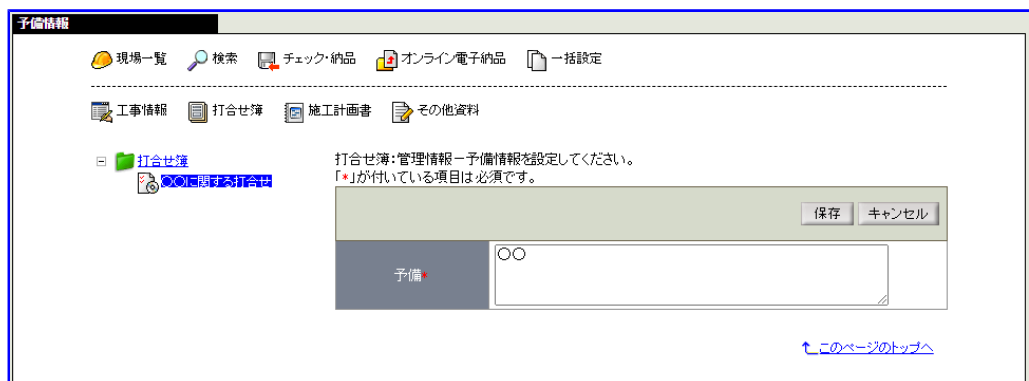 予備情報
現場一覧 検索 チェック・納品 オンライン電子納品 一括設定
工事情報 打合せ簿 施工計画書 その他資料
打合せ簿
〇〇に関する打合せ
打合せ簿:管理情報－予備情報を設定してください。
「*」が付いている項目は必須です。
保存 キャンセル
予備*
〇〇
このページのトップへ